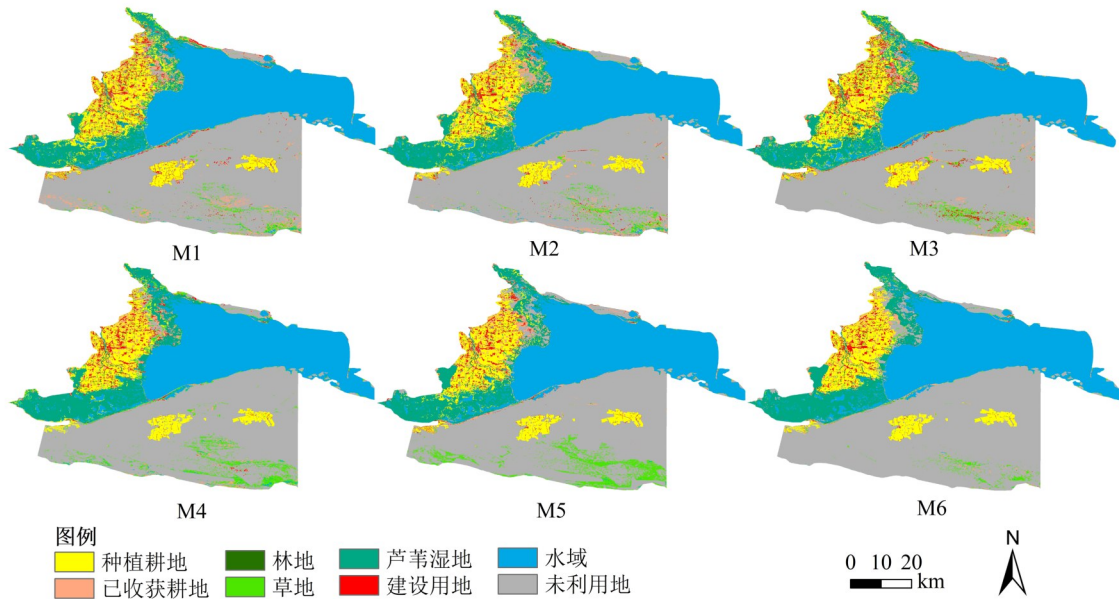 M1 M2 M3
M4 M5 M6
图例
种植耕地 林地 芦苇湿地 水域
已收获耕地 草地 建设用地 未利用地
0 10 20
km
N